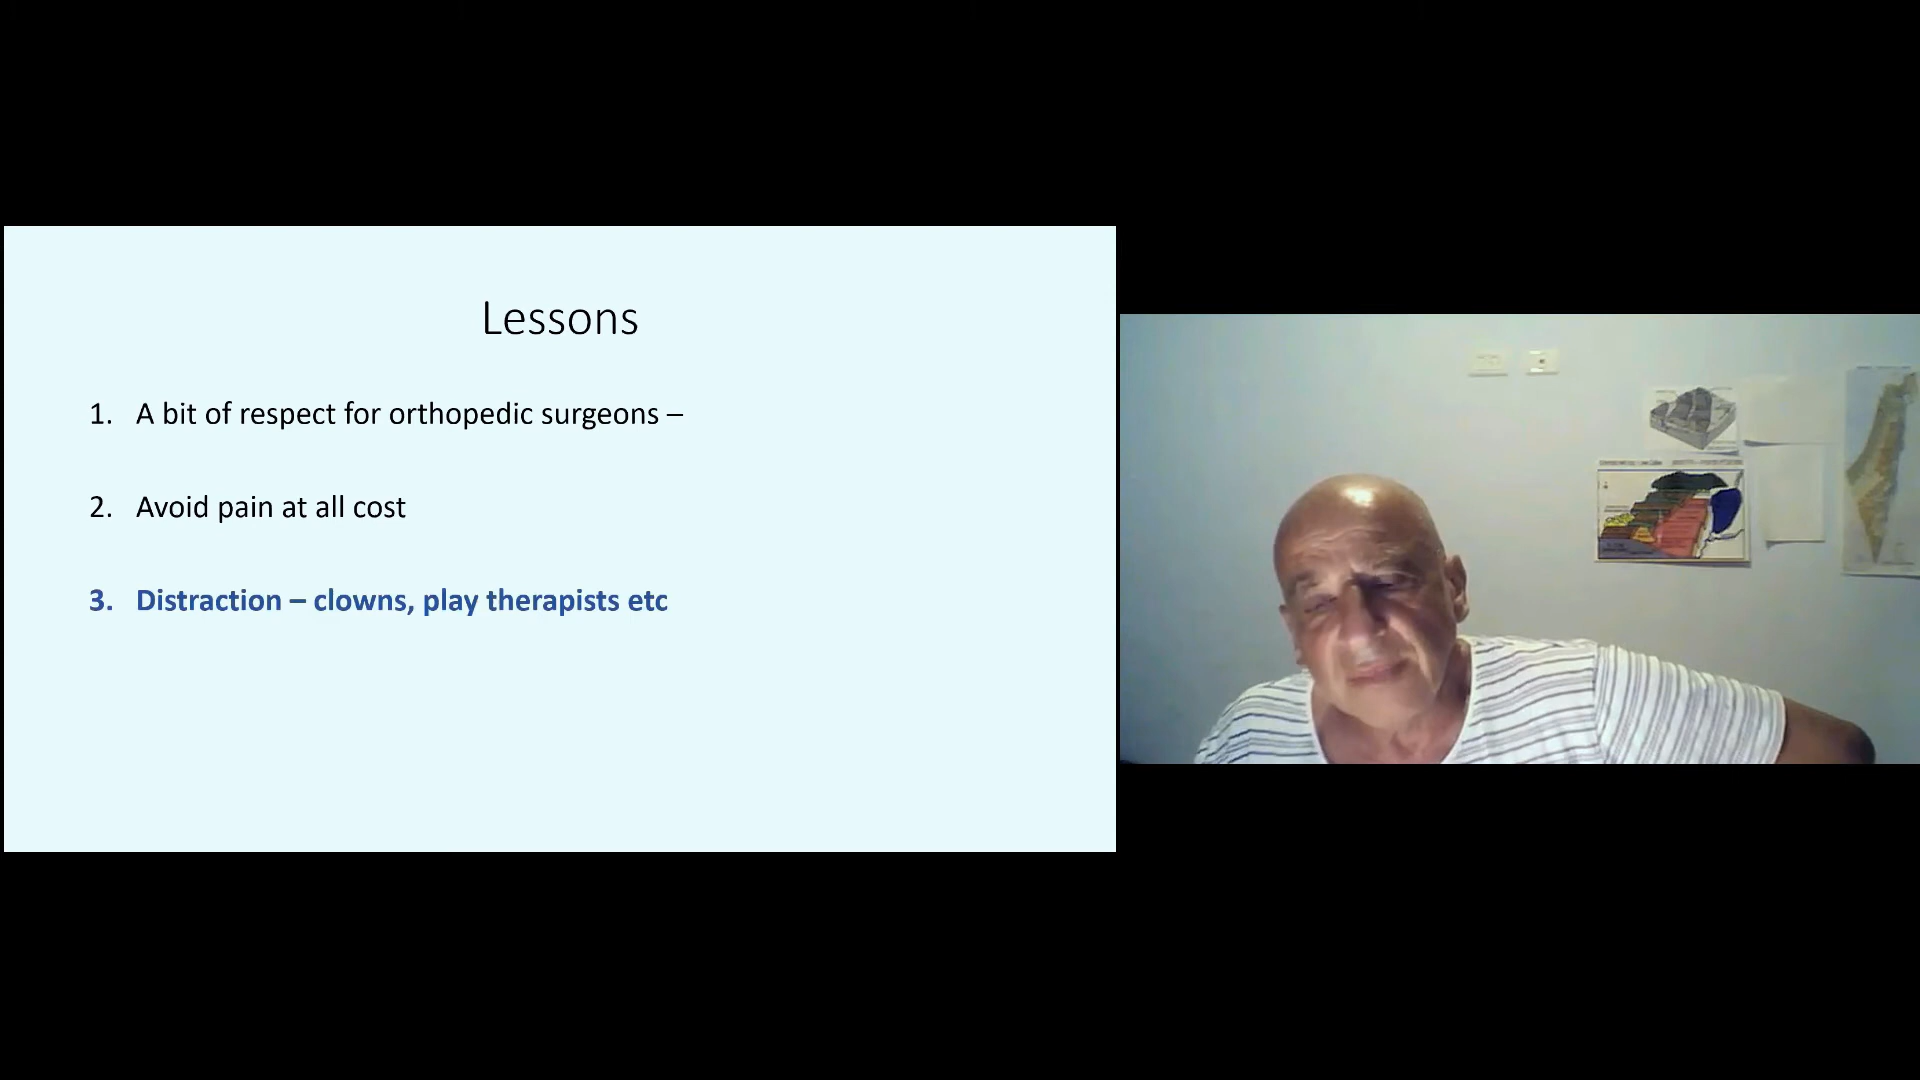 Lessons
1. A bit of respect for orthopedic surgeons –
2. Avoid pain at all cost
3. Distraction – clowns, play therapists etc